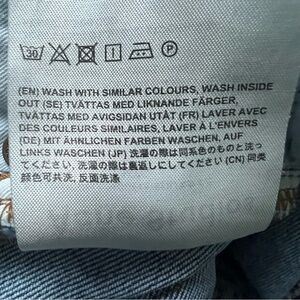 30 P
(EN) WASH WITH SIMILAR COLOURS, WASH INSIDE
OUT (SE) TVÄTTAS MED LIKNANDE FÄRGER,
TVÄTTAS MED AVIGSIDAN UTÅT (FR) LAVER AVEC
DES COULEURS SIMILAIRES, LAVER À L'ENVERS
(DE) MIT ÄHNLICHEN FARBEN WASCHEN, AUF
LINKS WASCHEN (JP) 洗濯の際は同系色のものと洗っ
てください, 洗濯の際は裏返しにしてください (CN) 同类
颜色可共洗, 反面洗涤